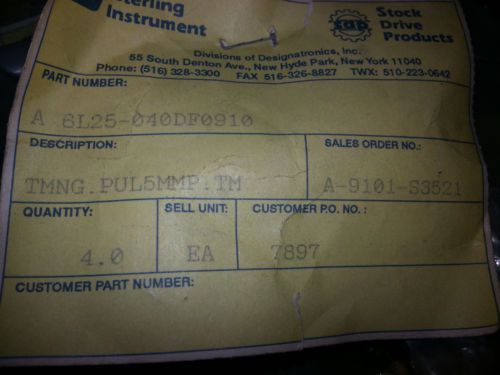 Sterling
Instrument
SDP
Stock
Drive
Products
Divisions of Designatronics, Inc.
55 South Denton Ave., New Hyde Park, New York 11040
Phone: (516) 328-3300 FAX 516-326-8827 TWX: 510-223-0642
PART NUMBER:
A 6L25-040DF0910
DESCRIPTION:
SALES ORDER NO.:
TMNG.PUL5MMP.TM
A-9101-S3521
QUANTITY:
SELL UNIT:
CUSTOMER P.O. NO.:
4.0
EA
7897
CUSTOMER PART NUMBER: